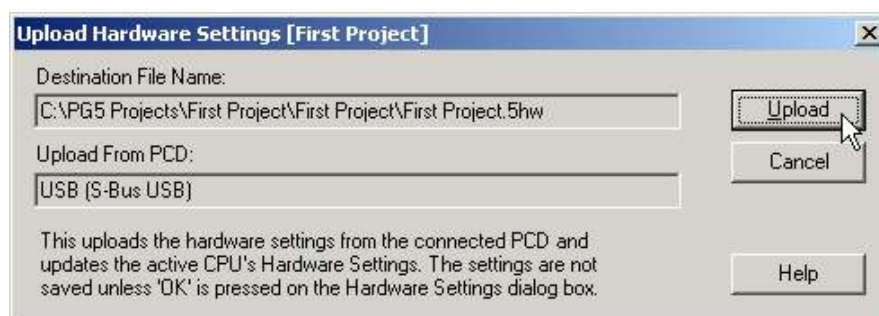 Upload Hardware Settings [First Project]
Destination File Name:
C:\PG5 Projects\First Project\First Project\First Project.5hw
Upload
Upload From PCD:
Cancel
USB (S-Bus USB)
This uploads the hardware settings from the connected PCD and
updates the active CPU's Hardware Settings. The settings are not
saved unless 'OK' is pressed on the Hardware Settings dialog box.
Help